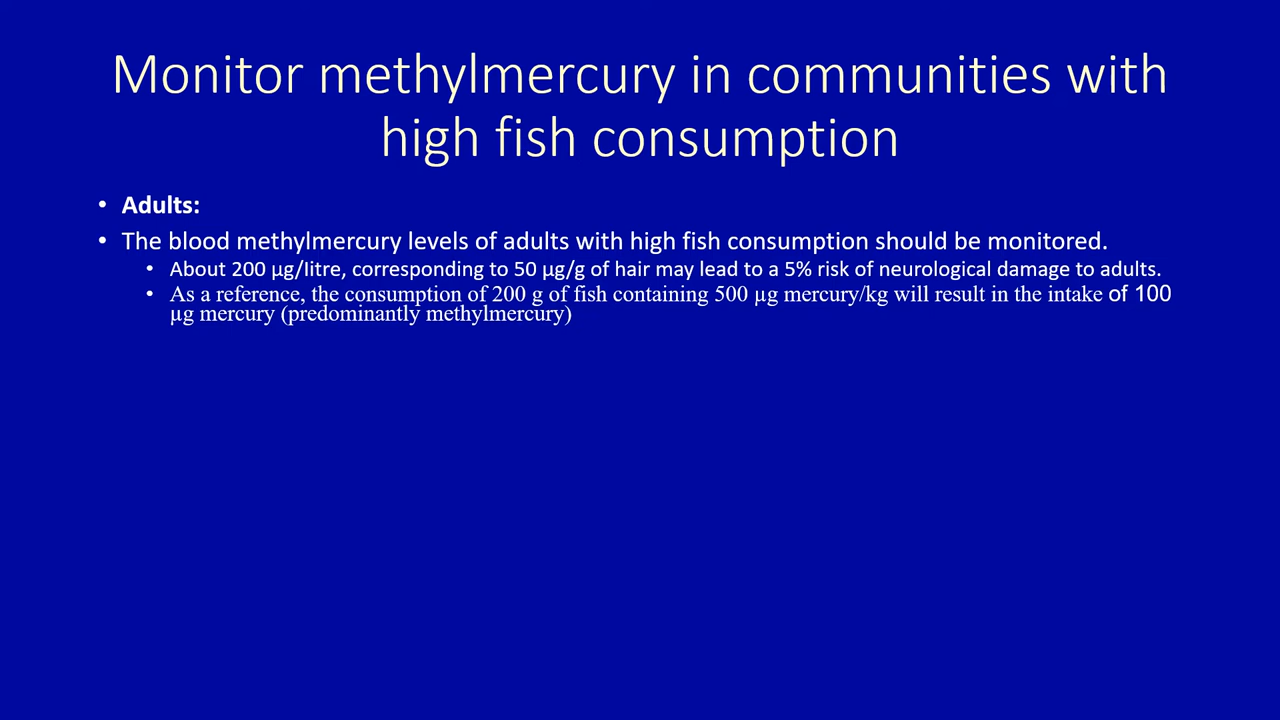 Monitor methylmercury in communities with
high fish consumption
• Adults:
• The blood methylmercury levels of adults with high fish consumption should be monitored.
• About 200 µg/litre, corresponding to 50 µg/g of hair may lead to a 5% risk of neurological damage to adults.
• As a reference, the consumption of 200 g of fish containing 500 µg mercury/kg will result in the intake of 100
µg mercury (predominantly methylmercury)